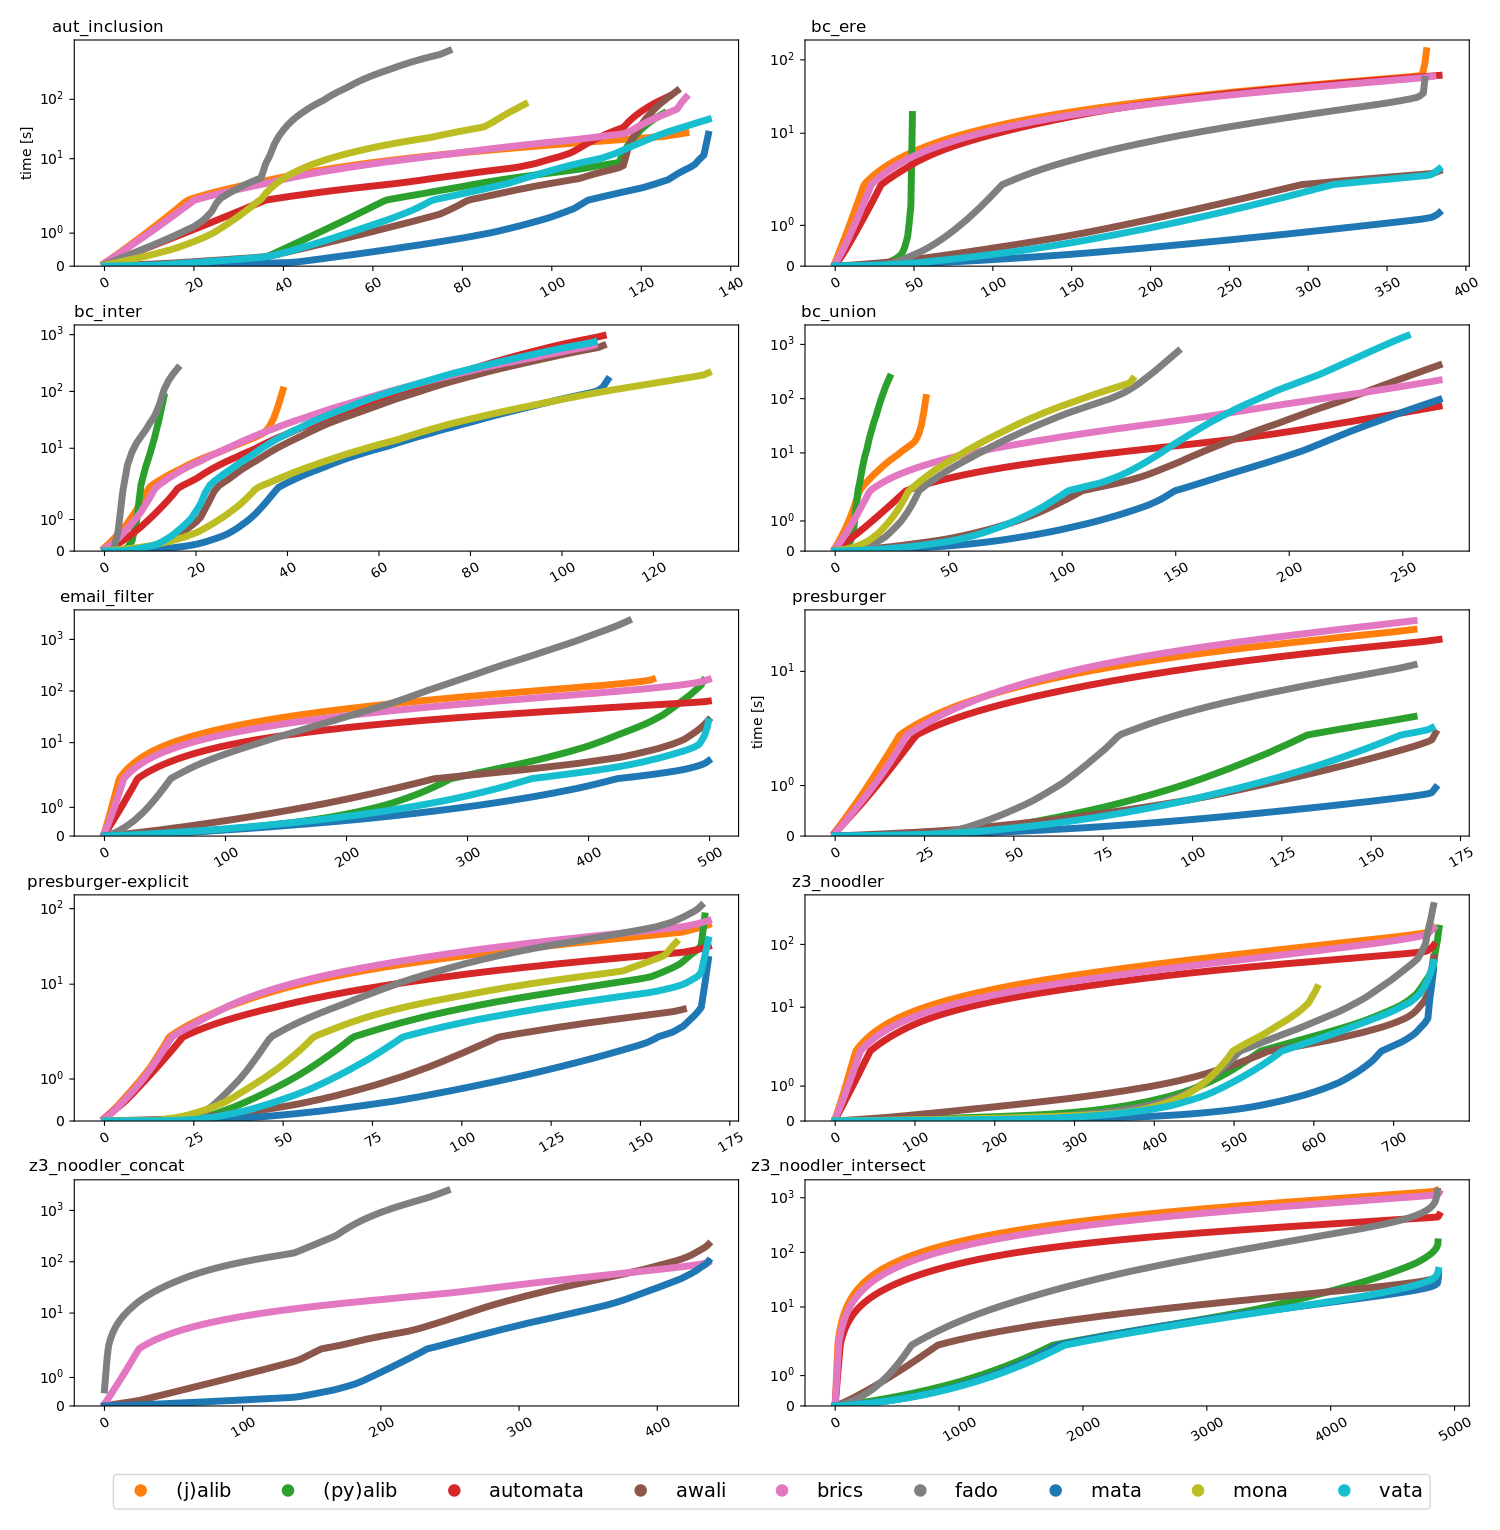 aut_inclusion
bc_ere
time [s]
10²
10¹
10⁰
0
0 20 40 60 80 100 120 140
10²
10¹
10⁰
0
0 50 100 150 200 250 300 350 400
bc_inter
bc_union
10³
10²
10¹
10⁰
0
0 20 40 60 80 100 120
10³
10²
10¹
10⁰
0
0 50 100 150 200 250
email_filter
presburger
10³
10²
10¹
10⁰
0
0 100 200 300 400 500
time [s]
10¹
10⁰
0
0 25 50 75 100 125 150 175
presburger-explicit
z3_noodler
10²
10¹
10⁰
0
0 25 50 75 100 125 150 175
10²
10¹
10⁰
0
0 100 200 300 400 500 600 700
z3_noodler_concat
z3_noodler_intersect
10³
10²
10¹
10⁰
0
0 100 200 300 400
10³
10²
10¹
10⁰
0
0 1000 2000 3000 4000 5000
(j)alib (py)alib automata awali brics fado mata mona vata